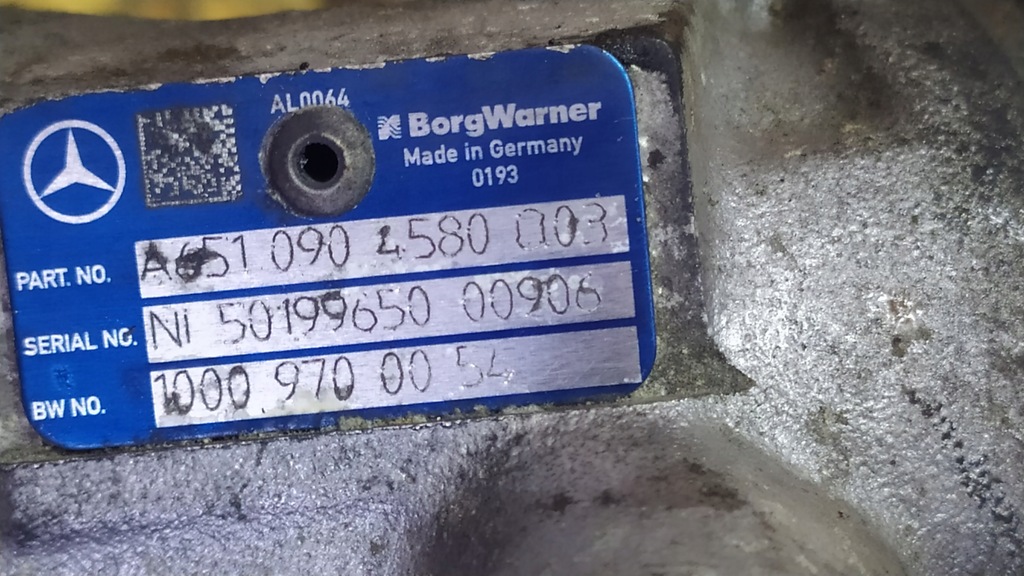 AL0064
BorgWarner
Made in Germany
0193
PART. NO. A651 090 4580 Q03
SERIAL NO. Ni 50199650 00906
BW NO. 1000 970 00 54